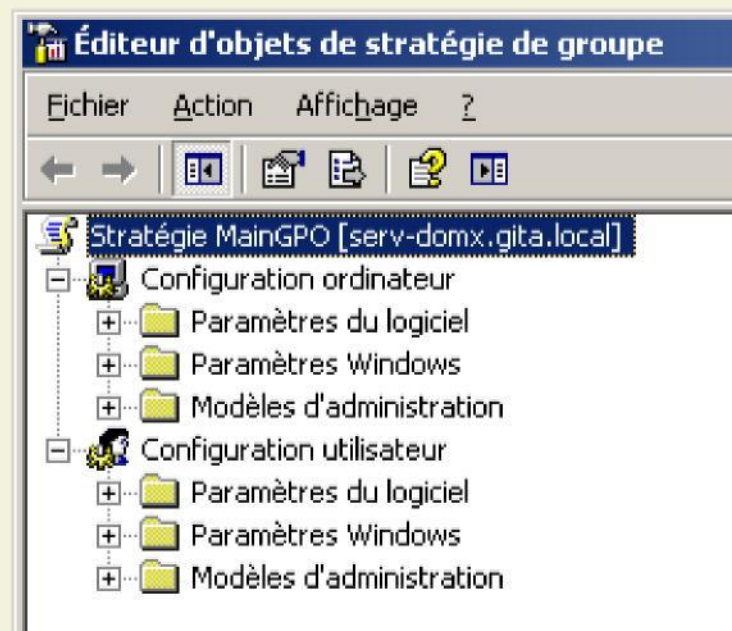 Éditeur d'objets de stratégie de groupe
Fichier Action Affichage ?
Stratégie MainGPO [serv-domx.gita.local]
Configuration ordinateur
Paramètres du logiciel
Paramètres Windows
Modèles d'administration
Configuration utilisateur
Paramètres du logiciel
Paramètres Windows
Modèles d'administration